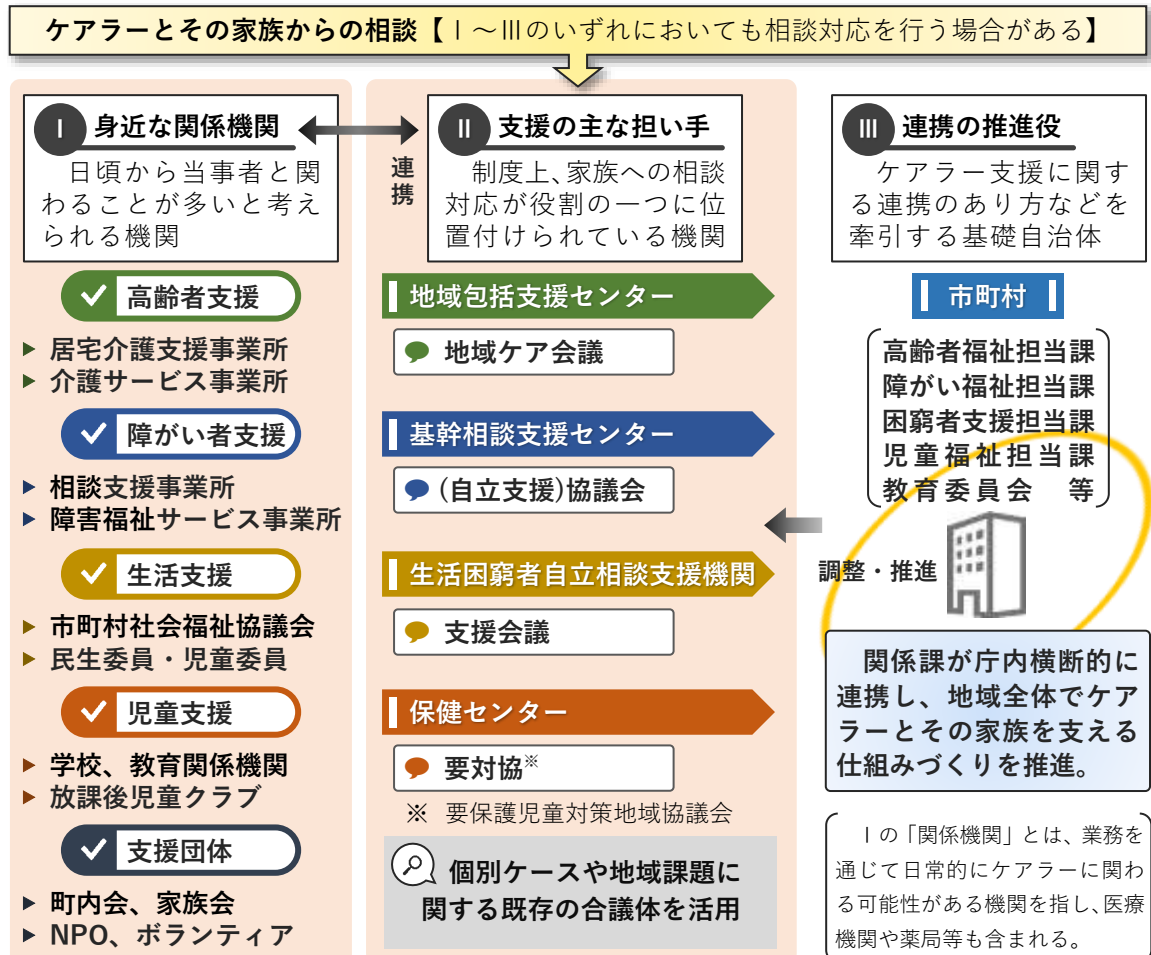 ケアラーとその家族からの相談【Ⅰ～Ⅲのいずれにおいても相談対応を行う場合がある】
Ⅰ 身近な関係機関
日頃から当事者と関
わることが多いと考え
られる機関
高齢者支援
居宅介護支援事業所
介護サービス事業所
障がい者支援
相談支援事業所
障害福祉サービス事業所
生活支援
市町村社会福祉協議会
民生委員・児童委員
児童支援
学校、教育関係機関
放課後児童クラブ
支援団体
町内会、家族会
NPO、ボランティア
連携
Ⅱ 支援の主な担い手
制度上、家族への相談
対応が役割の一つに位
置付けられている機関
地域包括支援センター
地域ケア会議
基幹相談支援センター
(自立支援)協議会
生活困窮者自立相談支援機関
支援会議
保健センター
要対協※
※ 要保護児童対策地域協議会
個別ケースや地域課題に
関する既存の合議体を活用
Ⅲ 連携の推進役
ケアラー支援に関す
る連携のあり方などを
牽引する基礎自治体
市町村
高齢者福祉担当課
障がい福祉担当課
困窮者支援担当課
児童福祉担当課
教育委員会 等
調整・推進
関係課が庁内横断的に
連携し、地域全体でケア
ラーとその家族を支える
仕組みづくりを推進。
Ⅰの「関係機関」とは、業務を
通じて日常的にケアラーに関わ
る可能性がある機関を指し、医療
機関や薬局等も含まれる。